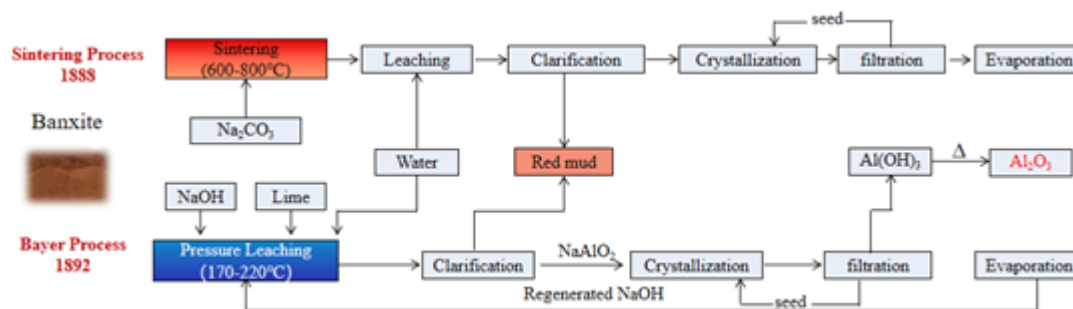 Sintering Process
1888
Sintering
(600-800℃)
Leaching
Clarification
Crystallization
seed
filtration
Evaporation
Na₂CO₃
Banxite
Water
Red mud
Al(OH)₃
Δ
Al₂O₃
NaOH
Lime
Bayer Process
1892
Pressure Leaching
(170-220℃)
Clarification
NaAlO₂
Crystallization
filtration
Evaporation
Regenerated NaOH
seed